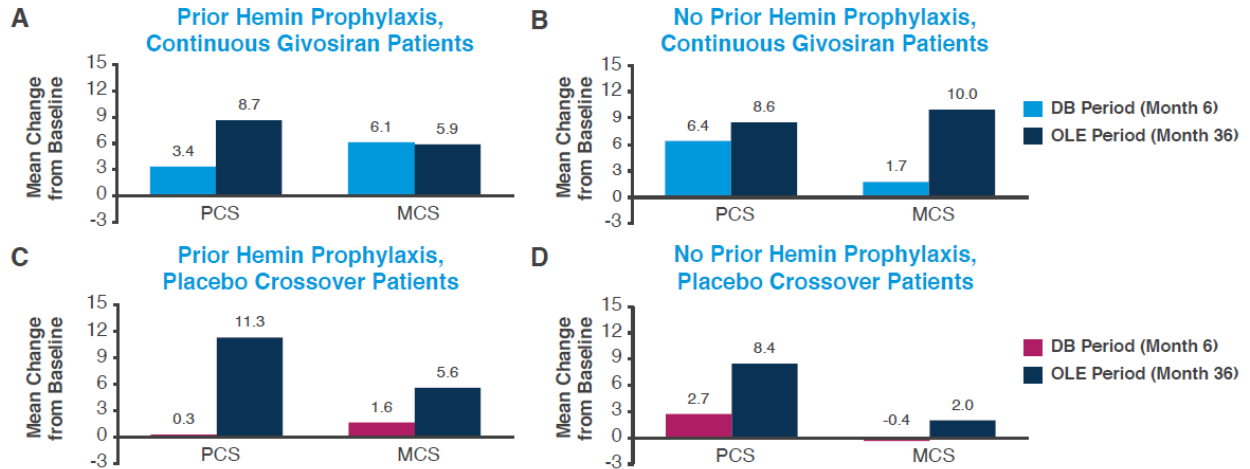 A
Prior Hemin Prophylaxis,
Continuous Givosiran Patients
Mean Change
from Baseline
15
12
9
6
3
0
-3
3.4
8.7
6.1
5.9
PCS
MCS
B
No Prior Hemin Prophylaxis,
Continuous Givosiran Patients
Mean Change
from Baseline
15
12
9
6
3
0
-3
6.4
8.6
1.7
10.0
PCS
MCS
DB Period (Month 6)
OLE Period (Month 36)
C
Prior Hemin Prophylaxis,
Placebo Crossover Patients
Mean Change
from Baseline
15
12
9
6
3
0
-3
0.3
11.3
1.6
5.6
PCS
MCS
D
No Prior Hemin Prophylaxis,
Placebo Crossover Patients
Mean Change
from Baseline
15
12
9
6
3
0
-3
2.7
8.4
-0.4
2.0
PCS
MCS
DB Period (Month 6)
OLE Period (Month 36)